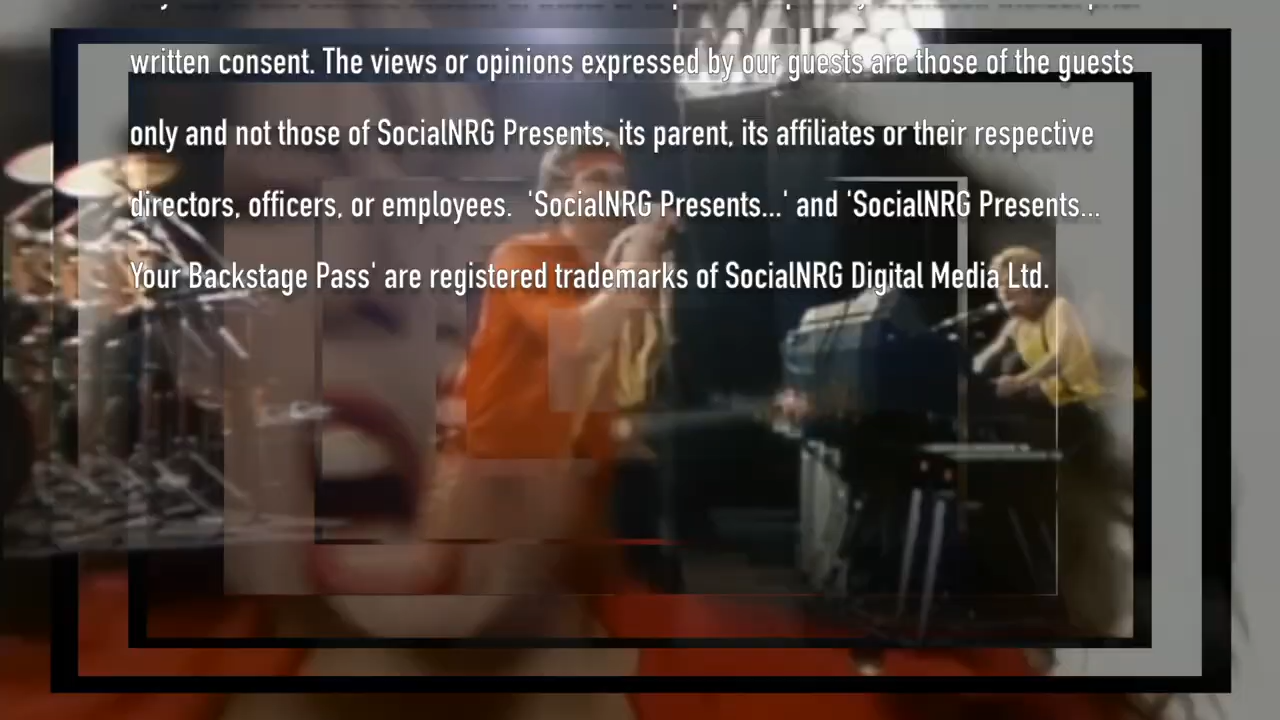 written consent. The views or opinions expressed by our guests are those of the guests
only and not those of SocialNRG Presents, its parent, its affiliates or their respective
directors, officers, or employees.  'SocialNRG Presents...' and 'SocialNRG Presents...
Your Backstage Pass' are registered trademarks of SocialNRG Digital Media Ltd.